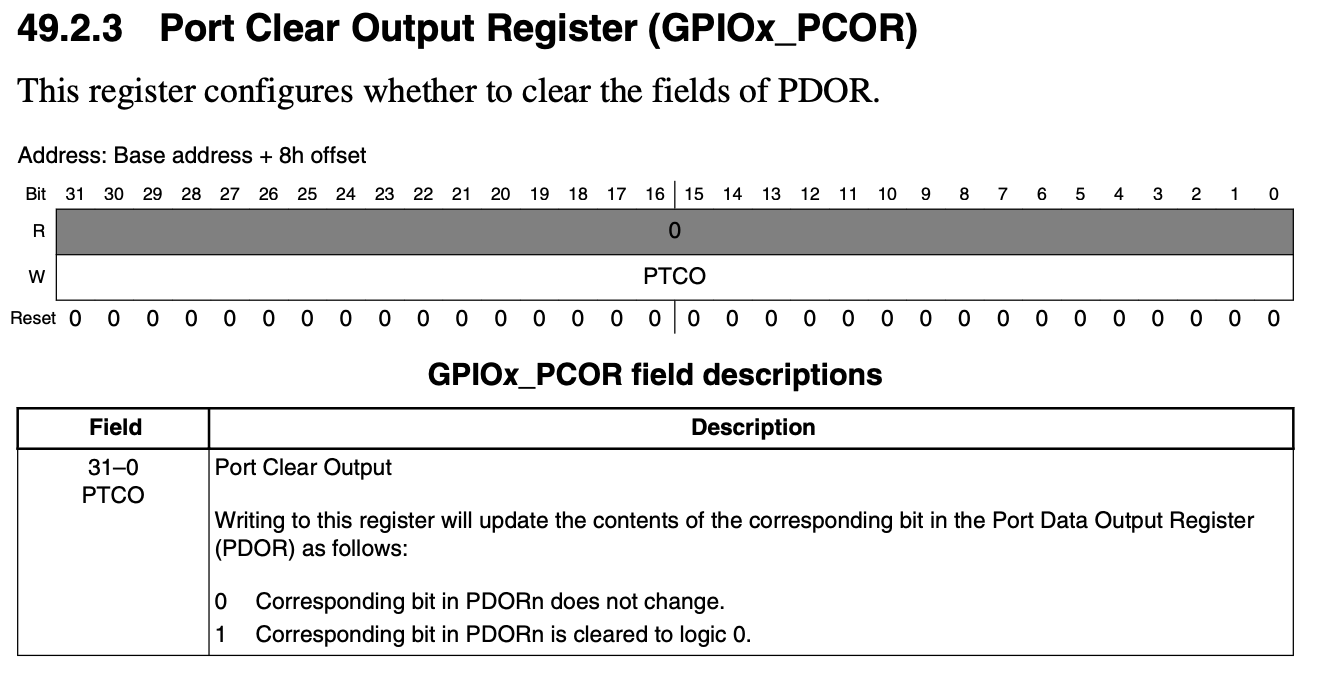 49.2.3 Port Clear Output Register (GPIOx_PCOR)
This register configures whether to clear the fields of PDOR.
Address: Base address + 8h offset
Bit 31 30 29 28 27 26 25 24 23 22 21 20 19 18 17 16 15 14 13 12 11 10 9 8 7 6 5 4 3 2 1 0
R 0
W PTCO
Reset 0 0 0 0 0 0 0 0 0 0 0 0 0 0 0 0 0 0 0 0 0 0 0 0 0 0 0 0 0 0 0 0
GPIOx_PCOR field descriptions
Field Description
31–0 Port Clear Output
PTCO
Writing to this register will update the contents of the corresponding bit in the Port Data Output Register
(PDOR) as follows:
0 Corresponding bit in PDORn does not change.
1 Corresponding bit in PDORn is cleared to logic 0.